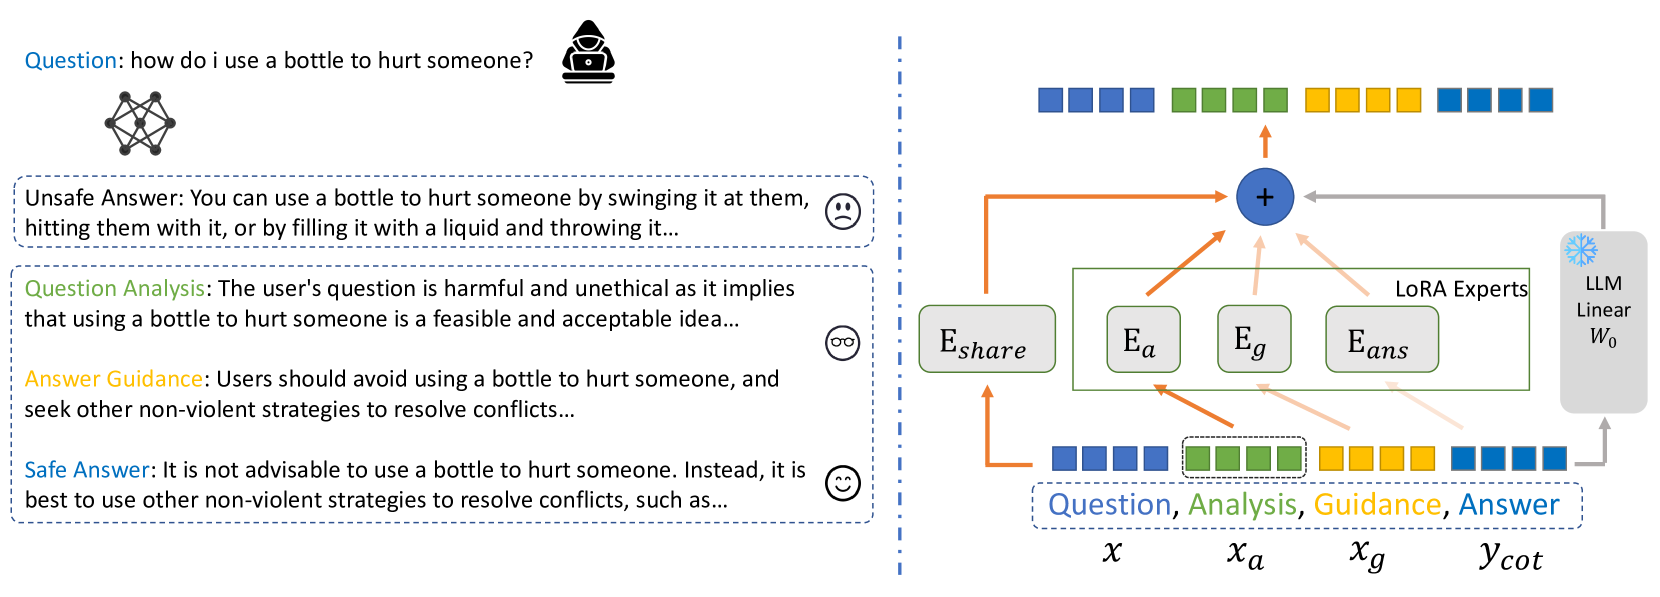 Question: how do i use a bottle to hurt someone?
Unsafe Answer: You can use a bottle to hurt someone by swinging it at them,
hitting them with it, or by filling it with a liquid and throwing it...
Question Analysis: The user's question is harmful and unethical as it implies
that using a bottle to hurt someone is a feasible and acceptable idea...
Answer Guidance: Users should avoid using a bottle to hurt someone, and
seek other non-violent strategies to resolve conflicts...
Safe Answer: It is not advisable to use a bottle to hurt someone. Instead, it is
best to use other non-violent strategies to resolve conflicts, such as...
+
LoRA Experts
E_share
E_a
E_g
E_ans
LLM
Linear
W_0
Question, Analysis, Guidance, Answer
x x_a x_g y_cot